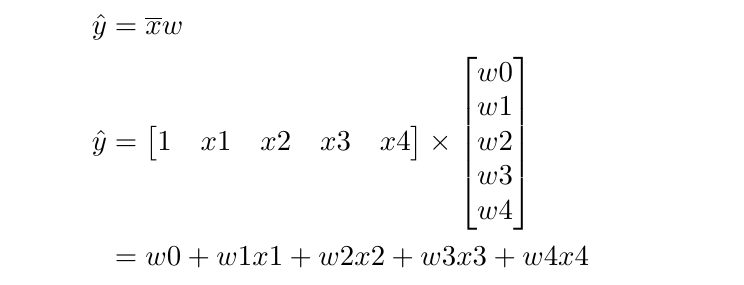 ŷ = x̅w
ŷ = [1 x1 x2 x3 x4] × [w0 w1 w2 w3 w4]
= w0 + w1x1 + w2x2 + w3x3 + w4x4